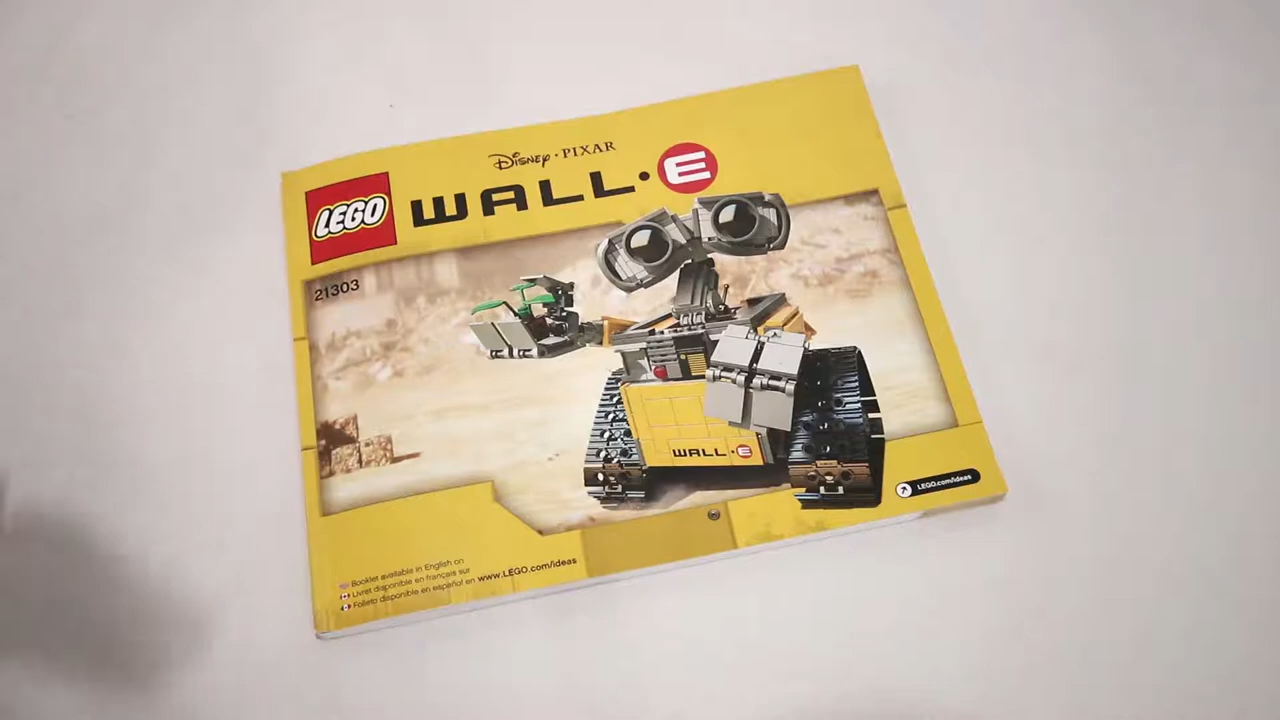 Disney · PIXAR
WALL·E
LEGO
21303
WALL·E
LEGO.com/ideas
Booklet available in English on
Livret disponible en français sur
Folleto disponible en español en www.LEGO.com/ideas